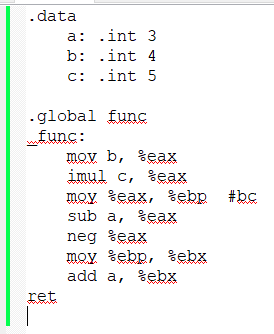 .data
a: .int 3
b: .int 4
c: .int 5
.global func
_func:
mov b, %eax
imul c, %eax
mov %eax, %ebp #bc
sub a, %eax
neg %eax
mov %ebp, %ebx
add a, %ebx
ret